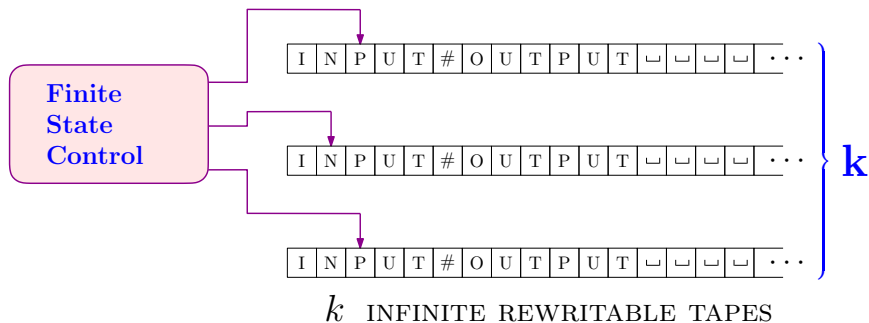 I N P U T # O U T P U T ␣ ␣ ␣ ␣ ···
Finite
State
Control
I N P U T # O U T P U T ␣ ␣ ␣ ␣ ···
k
I N P U T # O U T P U T ␣ ␣ ␣ ␣ ···
k INFINITE REWRITABLE TAPES